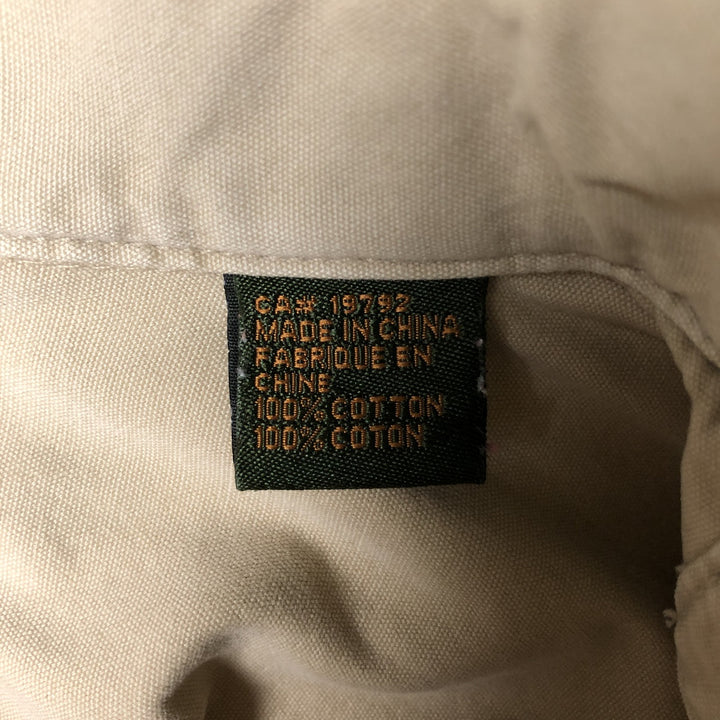 CA# 19792
MADE IN CHINA
FABRIQUE EN
CHINE
100% COTTON
100% COTON